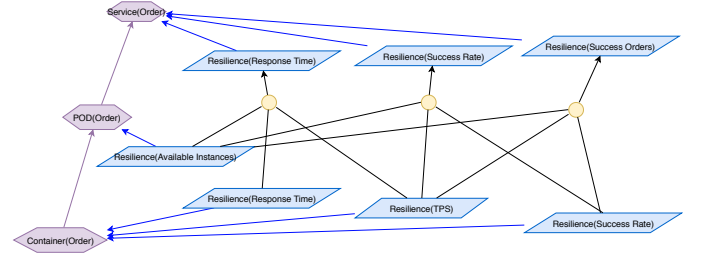 Service(Order)
Resilience(Response Time)
Resilience(Success Rate)
Resilience(Success Orders)
POD(Order)
Resilience(Available Instances)
Resilience(Response Time)
Resilience(TPS)
Resilience(Success Rate)
Container(Order)